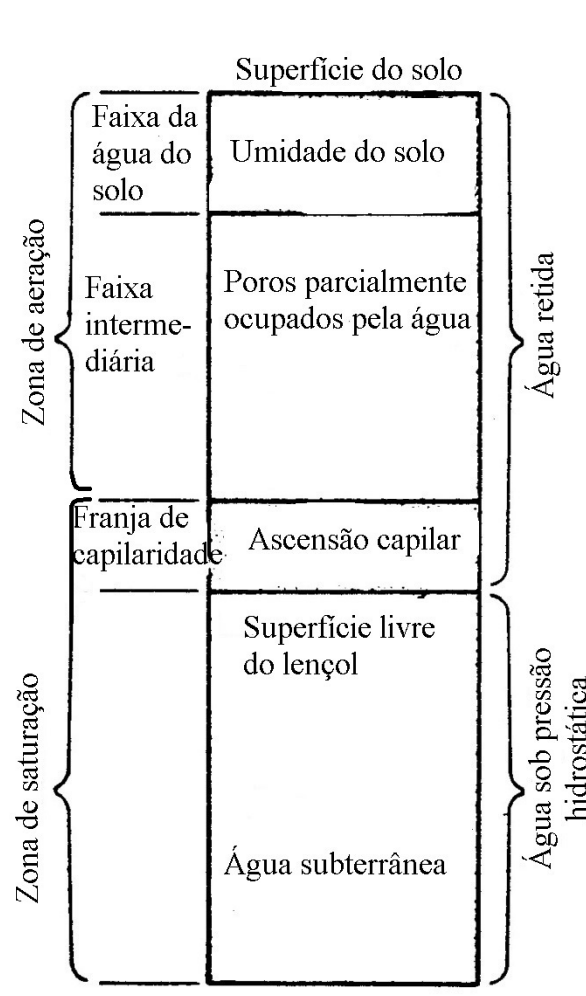 Superfície do solo
Faixa da
água do
solo
Umidade do solo
Zona de aeração
Faixa
interme-
diária
Poros parcialmente
ocupados pela água
Água retida
Franja de
capilaridade
Ascensão capilar
Superfície livre
do lençol
Zona de saturação
Água subterrânea
Água sob pressão
hidrostática